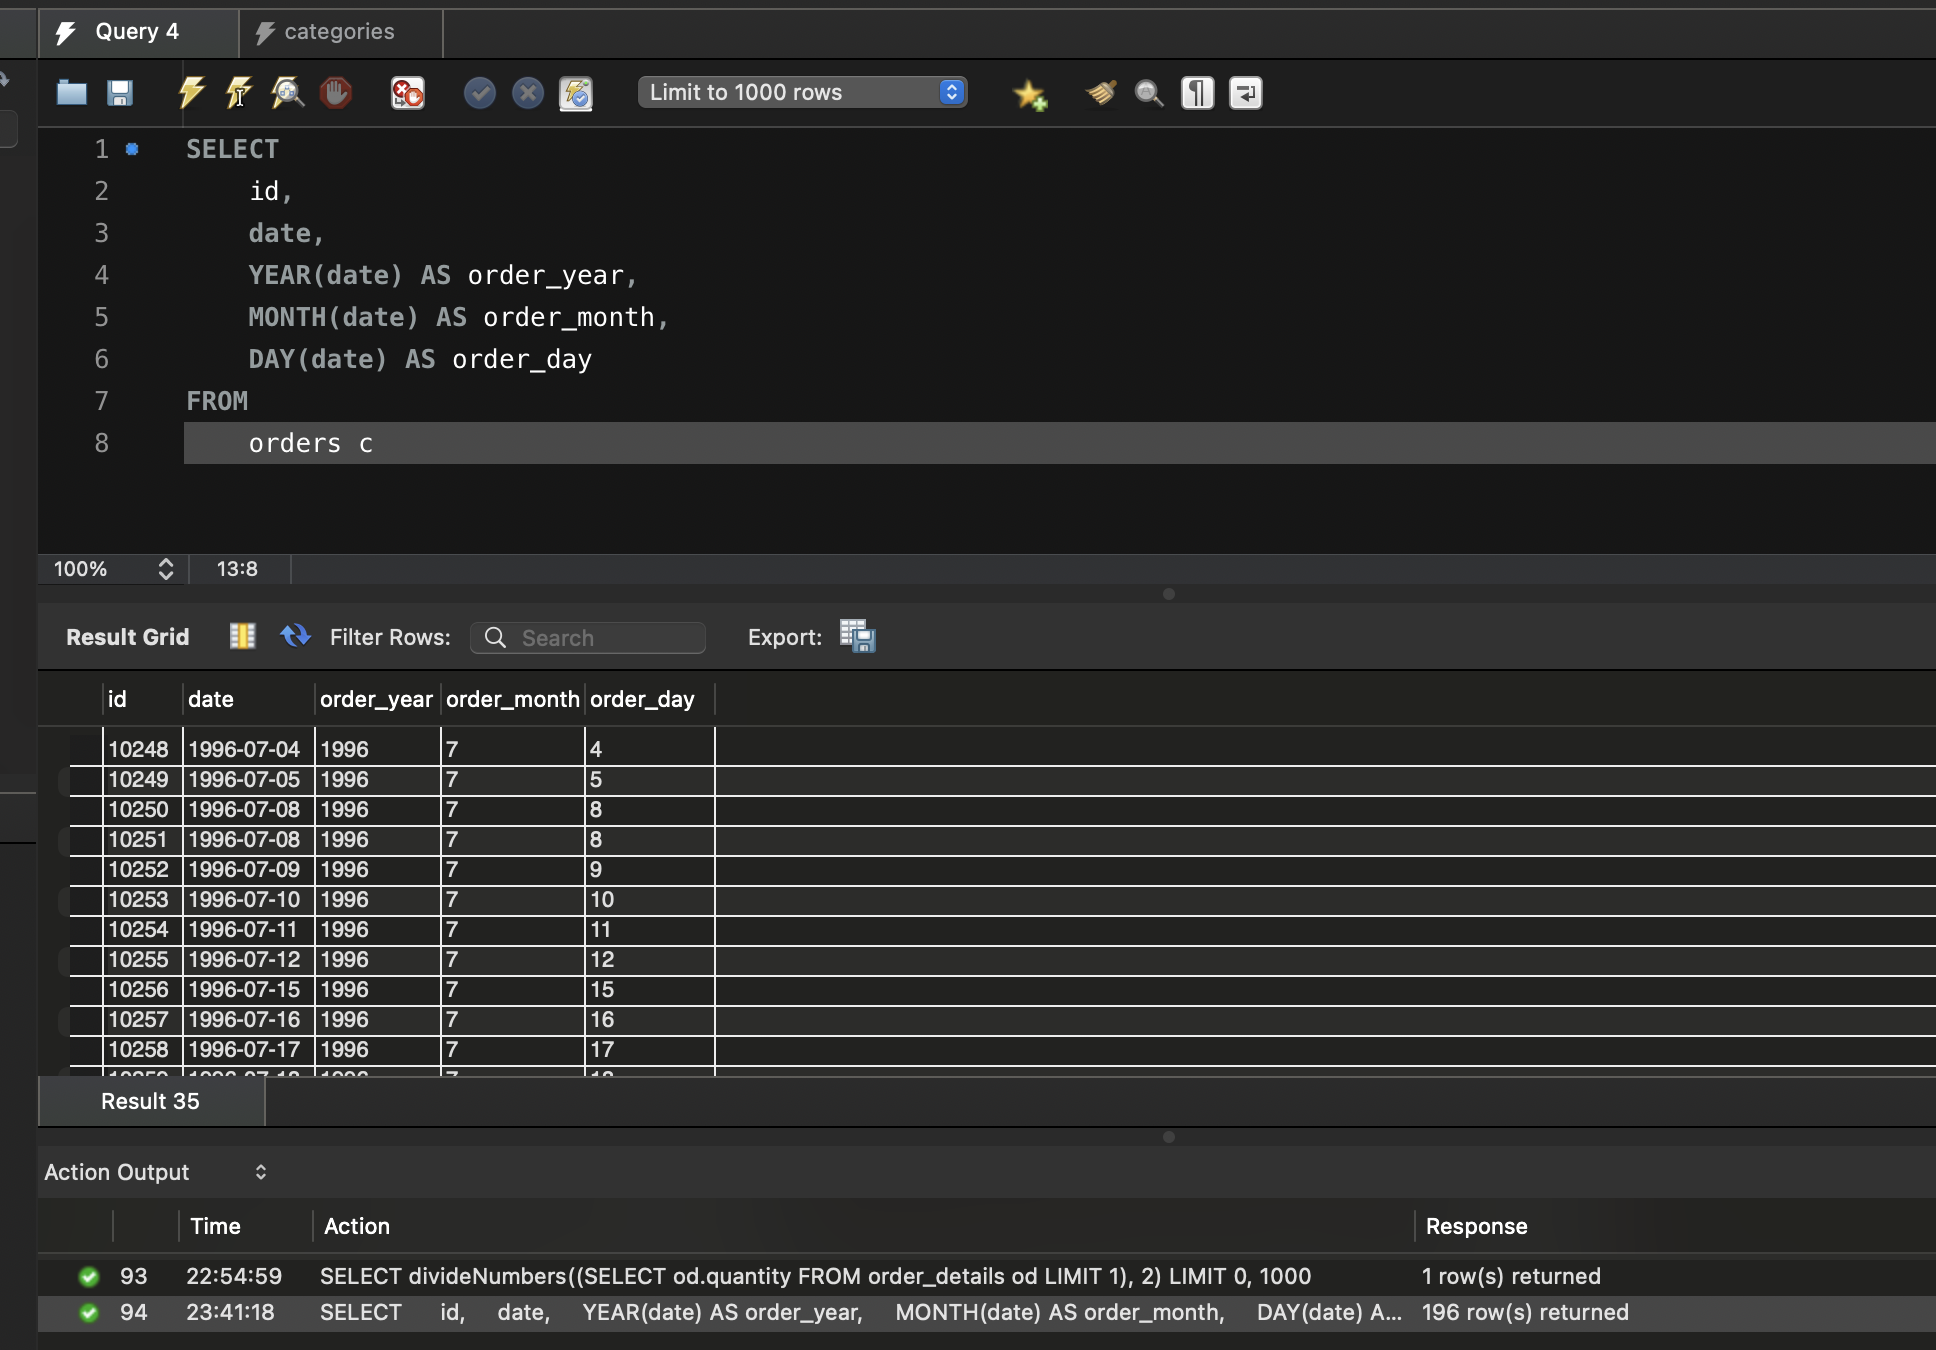 Query 4 categories
Limit to 1000 rows
1 SELECT
2 id,
3 date,
4 YEAR(date) AS order_year,
5 MONTH(date) AS order_month,
6 DAY(date) AS order_day
7 FROM
8 orders c
100% 13:8
Result Grid Filter Rows: Search Export:
id date order_year order_month order_day
10248 1996-07-04 1996 7 4
10249 1996-07-05 1996 7 5
10250 1996-07-08 1996 7 8
10251 1996-07-08 1996 7 8
10252 1996-07-09 1996 7 9
10253 1996-07-10 1996 7 10
10254 1996-07-11 1996 7 11
10255 1996-07-12 1996 7 12
10256 1996-07-15 1996 7 15
10257 1996-07-16 1996 7 16
10258 1996-07-17 1996 7 17
Result 35
Action Output
Time Action Response
93 22:54:59 SELECT divideNumbers((SELECT od.quantity FROM order_details od LIMIT 1), 2) LIMIT 0, 1000 1 row(s) returned
94 23:41:18 SELECT id, date, YEAR(date) AS order_year, MONTH(date) AS order_month, DAY(date) A... 196 row(s) returned